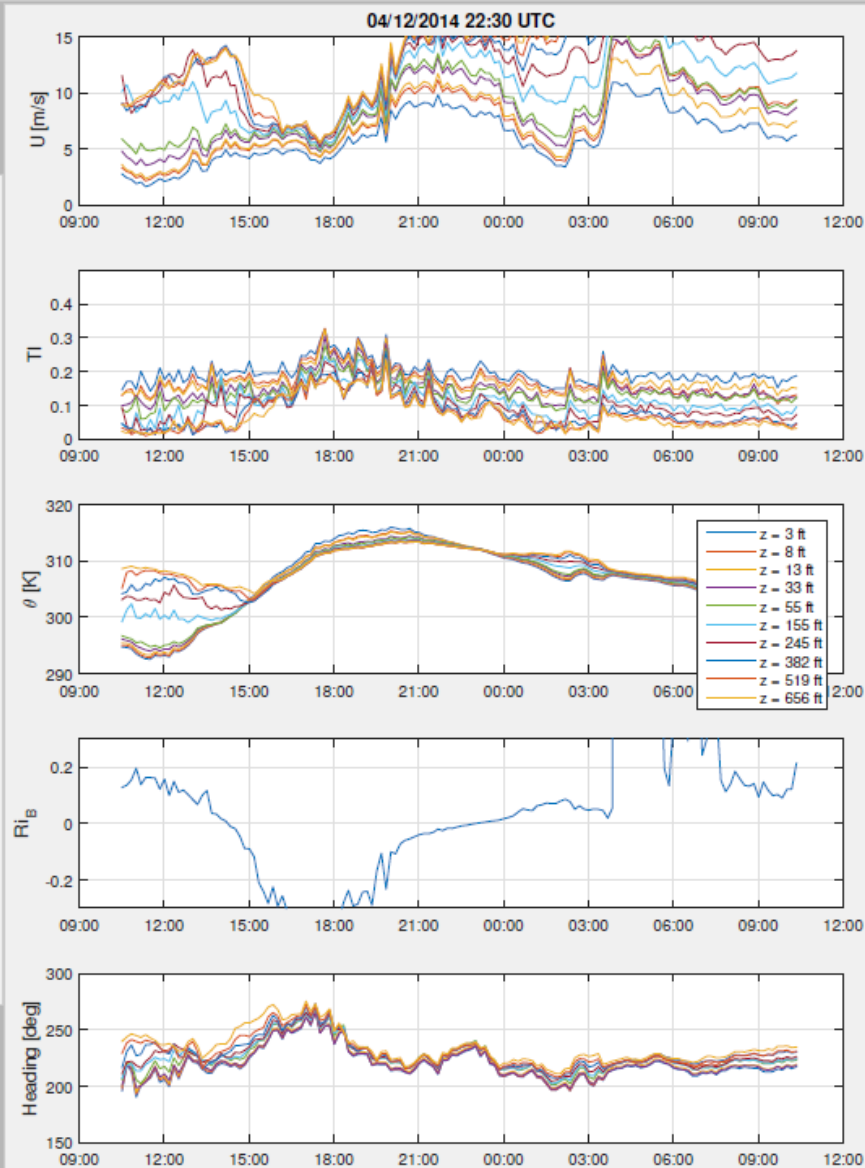 04/12/2014 22:30 UTC
U [m/s]
15
10
5
0
09:00 12:00 15:00 18:00 21:00 00:00 03:00 06:00 09:00 12:00
TI
0.4
0.3
0.2
0.1
0
09:00 12:00 15:00 18:00 21:00 00:00 03:00 06:00 09:00 12:00
θ [K]
320
310
300
290
z = 3 ft
z = 8 ft
z = 13 ft
z = 33 ft
z = 55 ft
z = 155 ft
z = 245 ft
z = 382 ft
z = 519 ft
z = 656 ft
09:00 12:00 15:00 18:00 21:00 00:00 03:00 06:00 09:00 12:00
Ri_B
0.2
0
-0.2
09:00 12:00 15:00 18:00 21:00 00:00 03:00 06:00 09:00 12:00
Heading [deg]
300
250
200
150
09:00 12:00 15:00 18:00 21:00 00:00 03:00 06:00 09:00 12:00